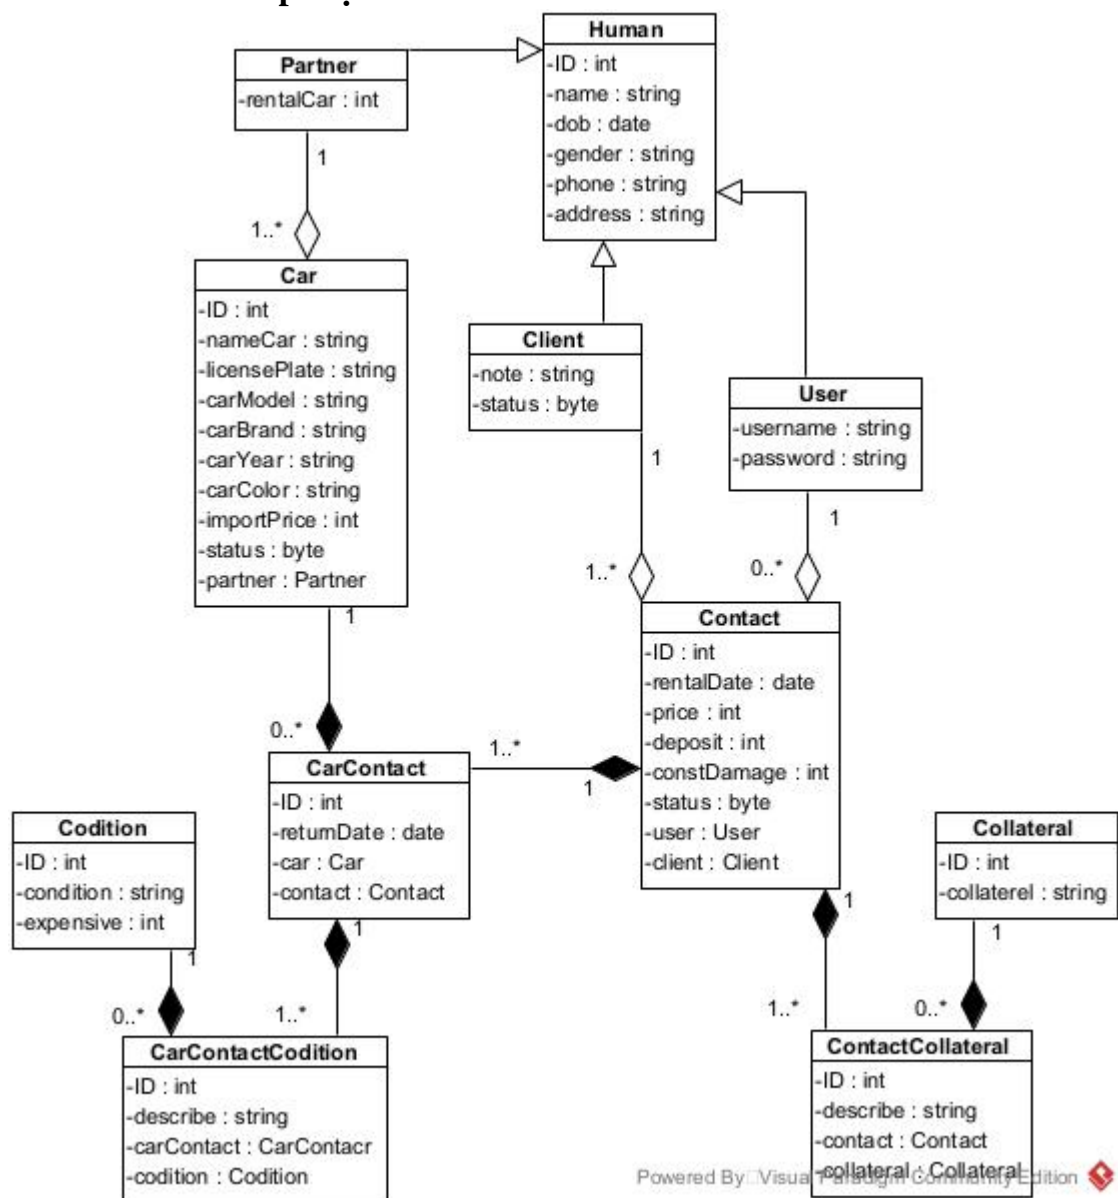 Human
-ID : int
-name : string
-dob : date
-gender : string
-phone : string
-address : string
Partner
-rentalCar : int
1
1..*
Car
-ID : int
-nameCar : string
-licensePlate : string
-carModel : string
-carBrand : string
-carYear : string
-carColor : string
-importPrice : int
-status : byte
-partner : Partner
Client
-note : string
-status : byte
User
-username : string
-password : string
1
1
1..*
0..*
1
0..*
Contact
-ID : int
-rentalDate : date
-price : int
-deposit : int
-constDamage : int
-status : byte
-user : User
-client : Client
1..*
1
CarContact
-ID : int
-returnDate : date
-car : Car
-contact : Contact
Codition
-ID : int
-condition : string
-expensive : int
Collateral
-ID : int
-collaterel : string
1
1
1
1
0..*
1..*
1..*
0..*
CarContactCodition
-ID : int
-describe : string
-carContact : CarContacr
-codition : Codition
ContactCollateral
-ID : int
-describe : string
-contact : Contact
-collateral : Collateral
Powered By Visual Paradigm Community Edition